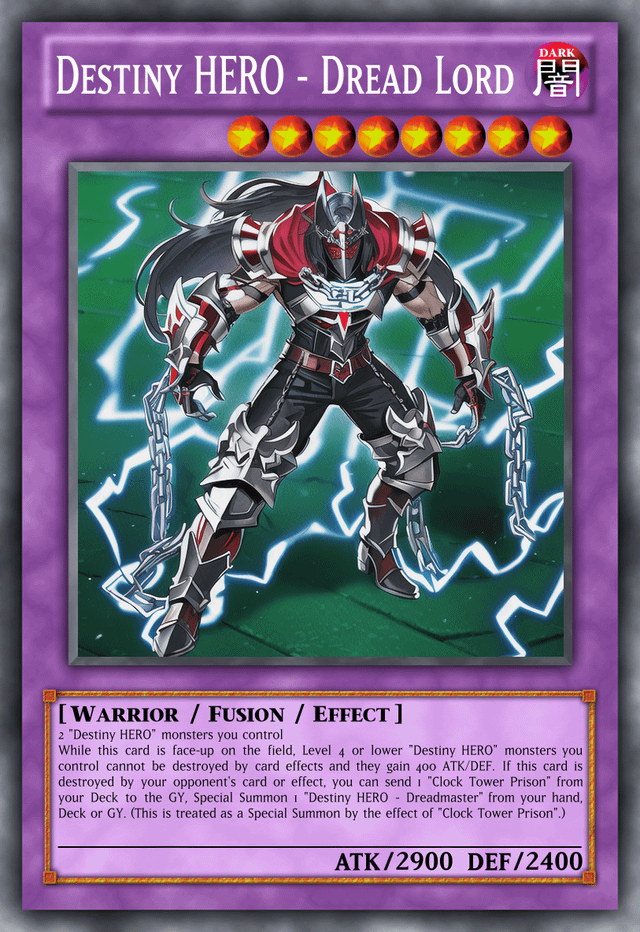 Destiny HERO - Dread Lord
DARK
闇
[ Warrior / Fusion / Effect ]
2 "Destiny HERO" monsters you control
While this card is face-up on the field, Level 4 or lower "Destiny HERO" monsters you
control cannot be destroyed by card effects and they gain 400 ATK/DEF. If this card is
destroyed by your opponent's card or effect, you can send 1 "Clock Tower Prison" from
your Deck to the GY, Special Summon 1 "Destiny HERO - Dreadmaster" from your hand,
Deck or GY. (This is treated as a Special Summon by the effect of "Clock Tower Prison".)
ATK/2900 DEF/2400